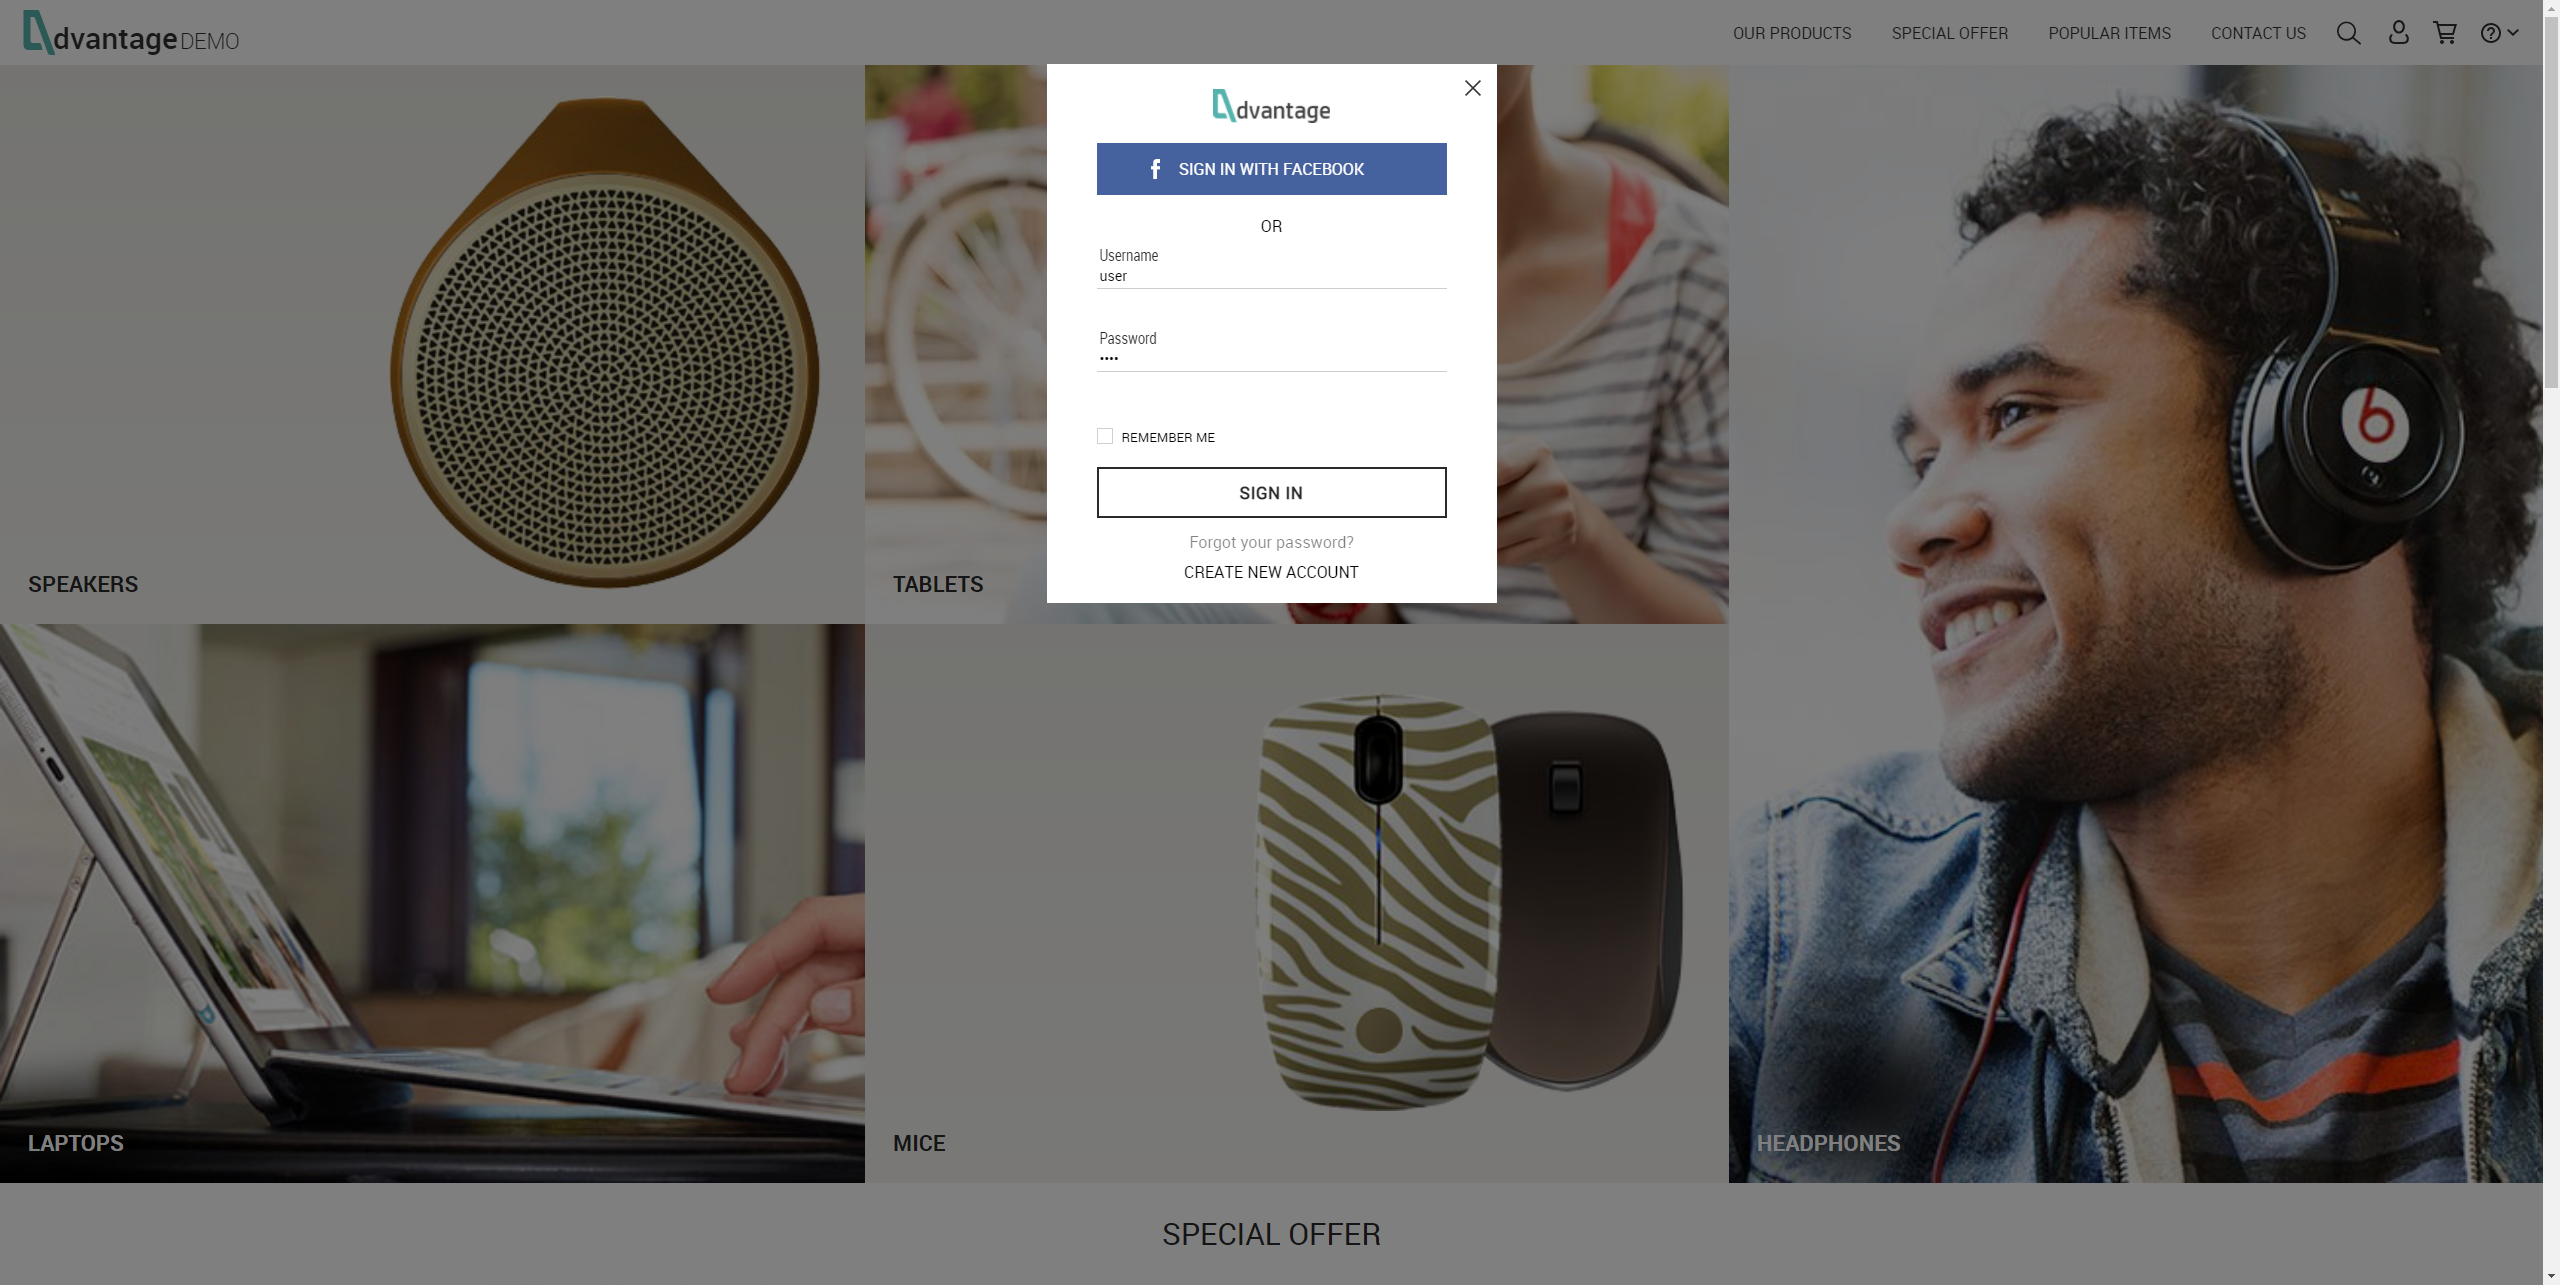 dvantage DEMO
OUR PRODUCTS SPECIAL OFFER POPULAR ITEMS CONTACT US
dvantage
SIGN IN WITH FACEBOOK
OR
Username
user
Password
••••
REMEMBER ME
SIGN IN
Forgot your password?
CREATE NEW ACCOUNT
SPEAKERS
TABLETS
LAPTOPS
MICE
HEADPHONES
SPECIAL OFFER